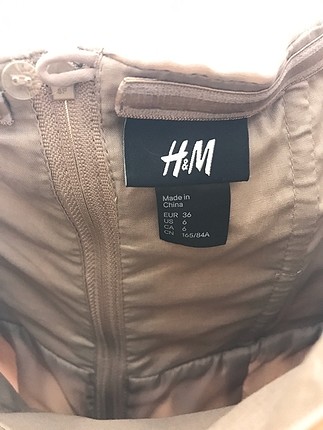 H&M
Made in
China
EUR 36
US 6
CA 6
CN 165/84A